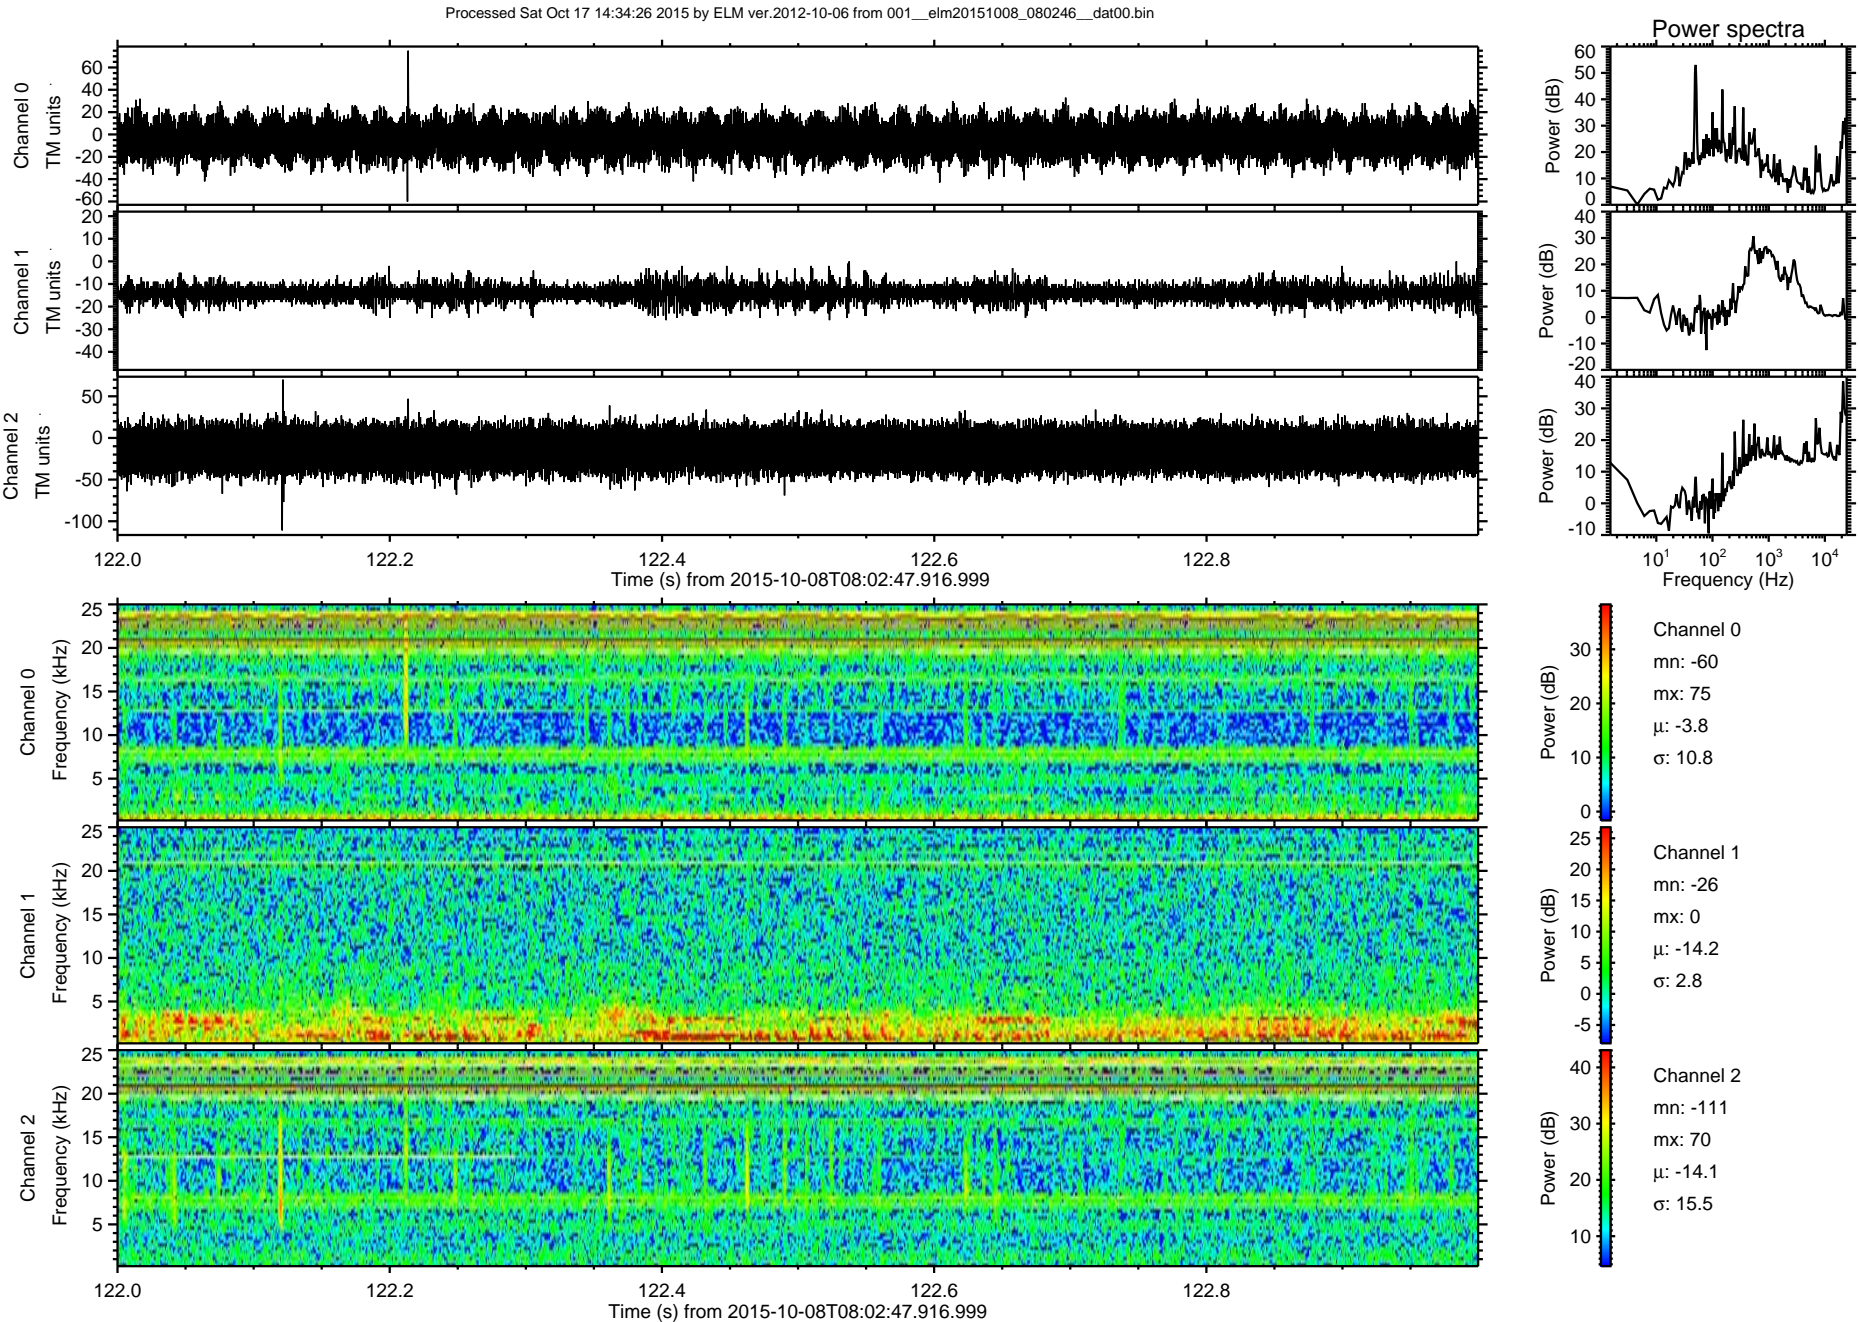 Processed Sat Oct 17 14:34:26 2015 by ELM ver.2012-10-06 from 001__elm20151008_080246__dat00.bin
Power spectra
Channel 0
TM units
60
40
20
0
-20
-40
-60
Power (dB)
60
50
40
30
20
10
0
Channel 1
TM units
20
10
0
-10
-20
-30
-40
Power (dB)
40
30
20
10
0
-10
-20
Channel 2
TM units
50
0
-50
-100
Power (dB)
40
30
20
10
0
-10
122.0 122.2 122.4 122.6 122.8
Time (s) from 2015-10-08T08:02:47.916.999
10^1 10^2 10^3 10^4
Frequency (Hz)
Channel 0
Frequency (kHz)
25
20
15
10
5
Power (dB)
30
20
10
0
Channel 0
mn: -60
mx: 75
μ: -3.8
σ: 10.8
Channel 1
Frequency (kHz)
25
20
15
10
5
Power (dB)
25
20
15
10
5
0
-5
Channel 1
mn: -26
mx: 0
μ: -14.2
σ: 2.8
Channel 2
Frequency (kHz)
25
20
15
10
5
Power (dB)
40
30
20
10
Channel 2
mn: -111
mx: 70
μ: -14.1
σ: 15.5
122.0 122.2 122.4 122.6 122.8
Time (s) from 2015-10-08T08:02:47.916.999